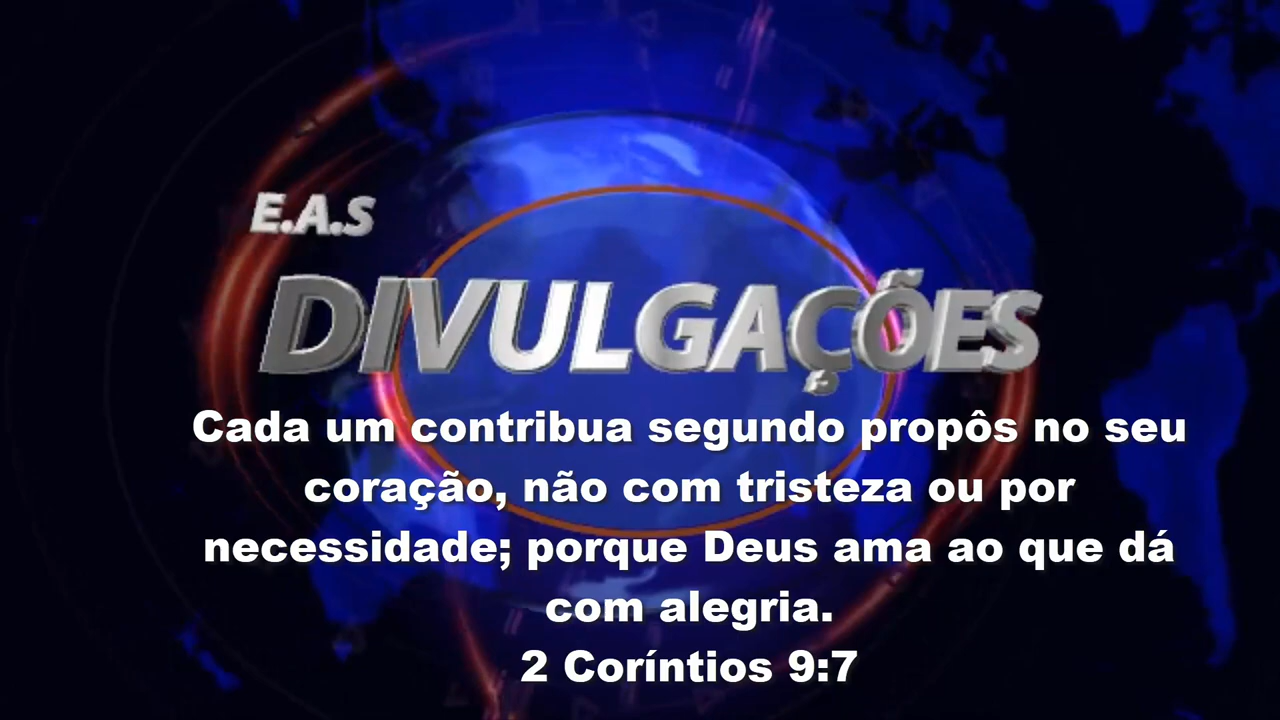 E.A.S
DIVULGAÇÕES
Cada um contribua segundo propôs no seu
coração, não com tristeza ou por
necessidade; porque Deus ama ao que dá
com alegria.
2 Coríntios 9:7